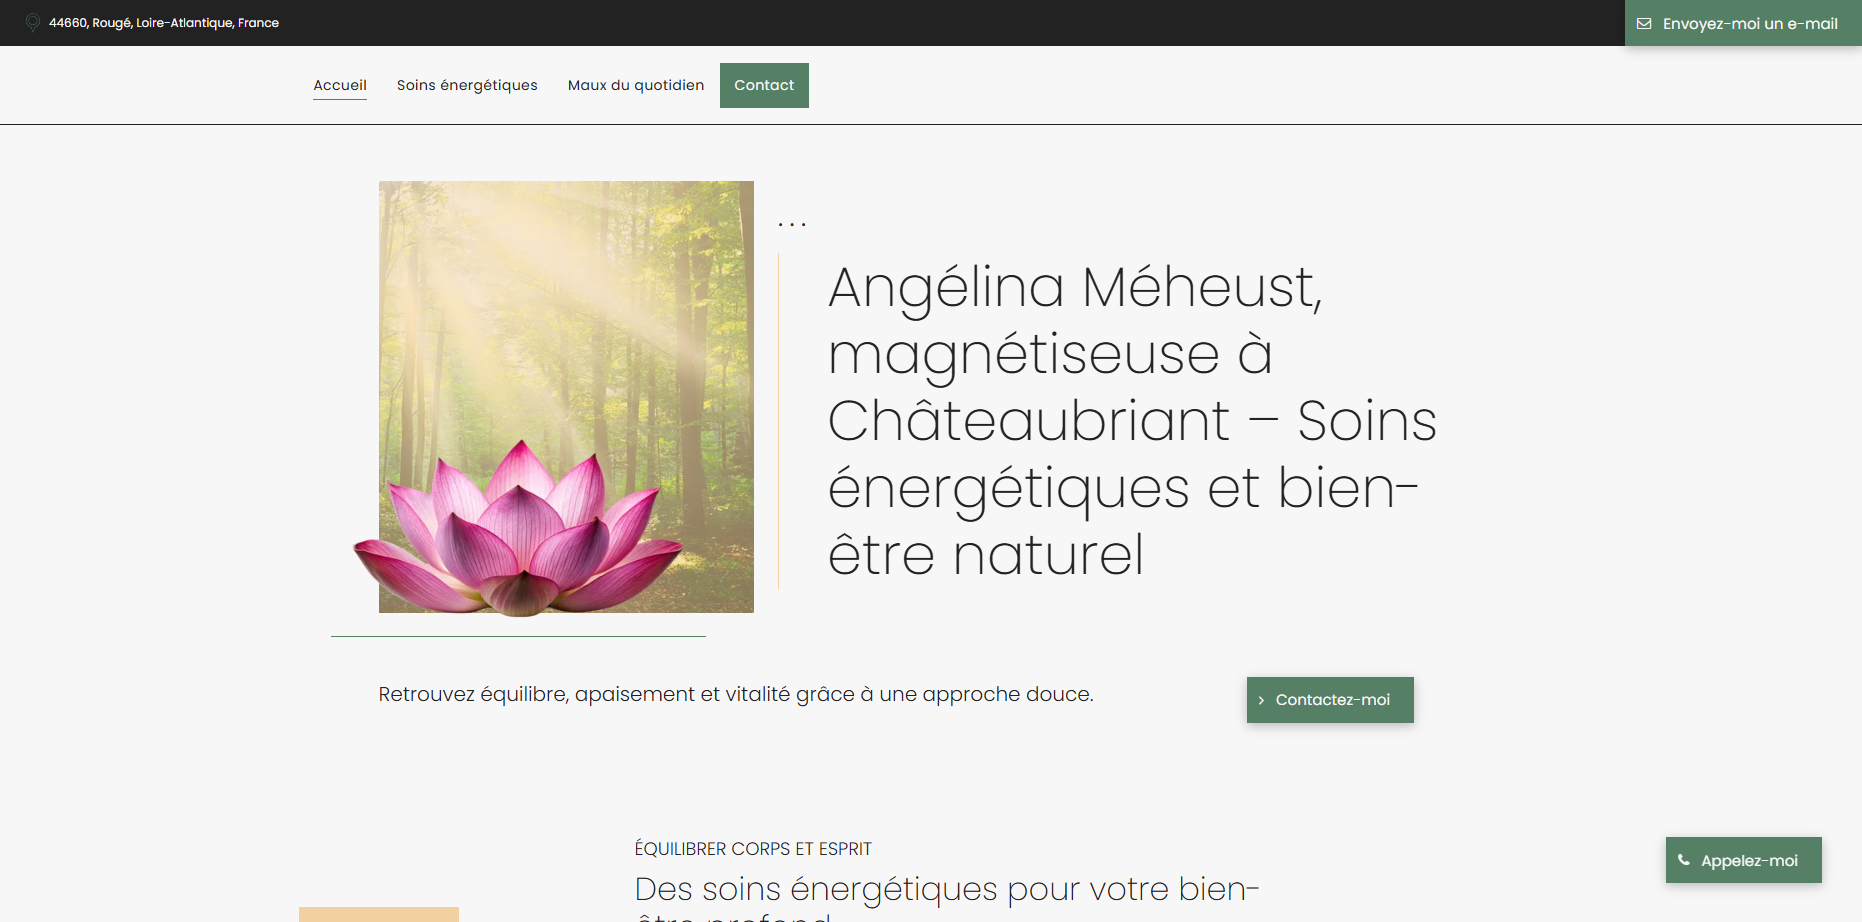 44660, Rougé, Loire-Atlantique, France
Envoyez-moi un e-mail
Accueil
Soins énergétiques
Maux du quotidien
Contact
...
Angélina Méheust,
magnétiseuse à
Châteaubriant – Soins
énergétiques et bien-
être naturel
Retrouvez équilibre, apaisement et vitalité grâce à une approche douce.
Contactez-moi
ÉQUILIBRER CORPS ET ESPRIT
Des soins énergétiques pour votre bien-
être profond
Appelez-moi